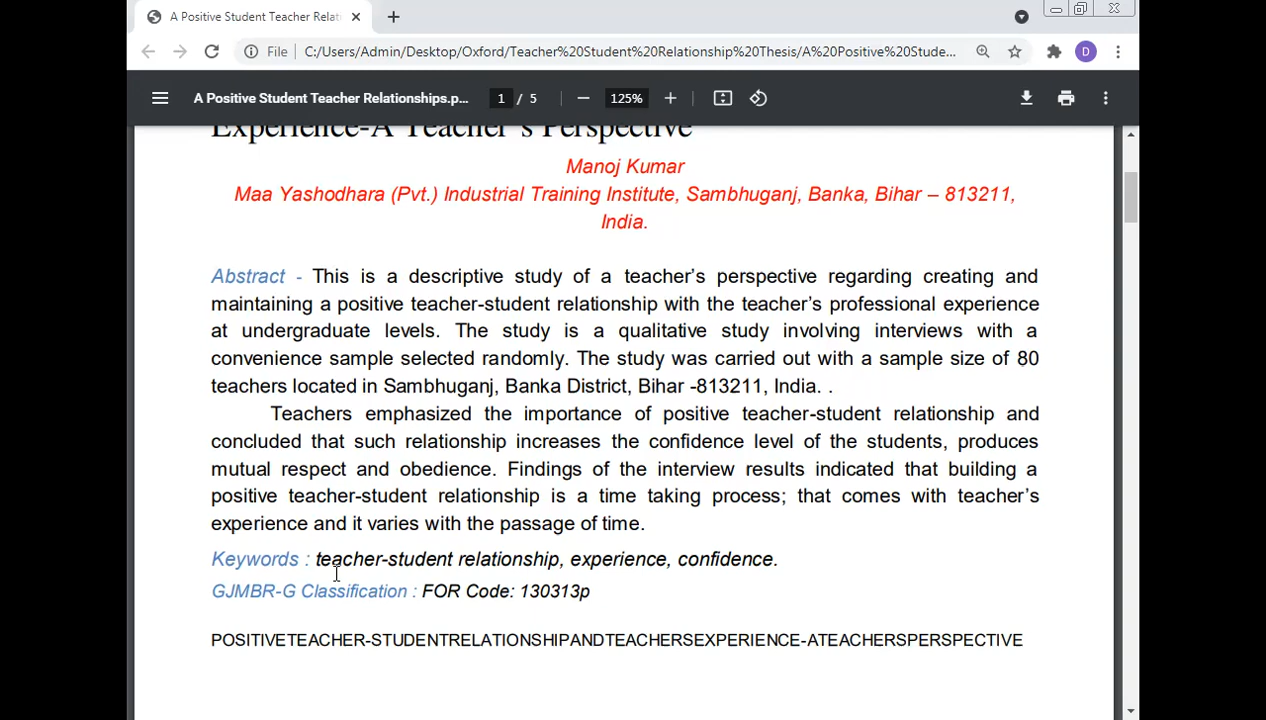 A Positive Student Teacher Relat
File C:/Users/Admin/Desktop/Oxford/Teacher%20Student%20Relationship%20Thesis/A%20Positive%20Stude...
D
A Positive Student Teacher Relationships.p... 1 / 5 125%
Experience-A Teacher's Perspective
Manoj Kumar
Maa Yashodhara (Pvt.) Industrial Training Institute, Sambhuganj, Banka, Bihar – 813211,
India.
Abstract - This is a descriptive study of a teacher's perspective regarding creating and
maintaining a positive teacher-student relationship with the teacher's professional experience
at undergraduate levels. The study is a qualitative study involving interviews with a
convenience sample selected randomly. The study was carried out with a sample size of 80
teachers located in Sambhuganj, Banka District, Bihar -813211, India. .
Teachers emphasized the importance of positive teacher-student relationship and
concluded that such relationship increases the confidence level of the students, produces
mutual respect and obedience. Findings of the interview results indicated that building a
positive teacher-student relationship is a time taking process; that comes with teacher's
experience and it varies with the passage of time.
Keywords : teacher-student relationship, experience, confidence.
GJMBR-G Classification : FOR Code: 130313p
POSITIVETEACHER-STUDENTRELATIONSHIPANDTEACHERSEXPERIENCE-ATEACHERSPERSPECTIVE